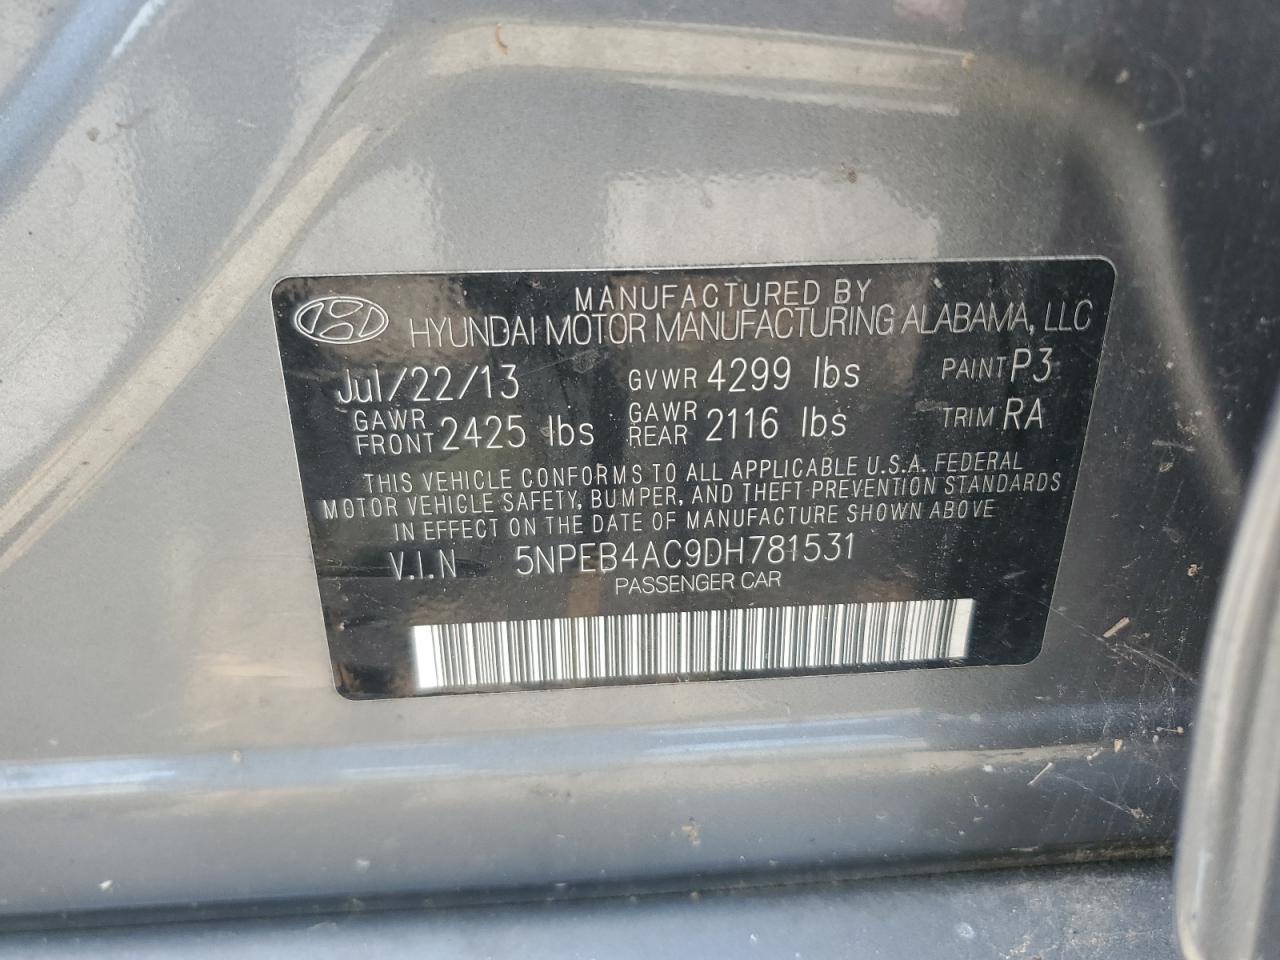 MANUFACTURED BY
HYUNDAI MOTOR MANUFACTURING ALABAMA, LLC
Jul/22/13 GVWR 4299 lbs PAINT P3
GAWR FRONT 2425 lbs GAWR REAR 2116 lbs TRIM RA
THIS VEHICLE CONFORMS TO ALL APPLICABLE U.S.A. FEDERAL
MOTOR VEHICLE SAFETY, BUMPER, AND THEFT PREVENTION STANDARDS
IN EFFECT ON THE DATE OF MANUFACTURE SHOWN ABOVE
V.I.N 5NPEB4AC9DH781531
PASSENGER CAR